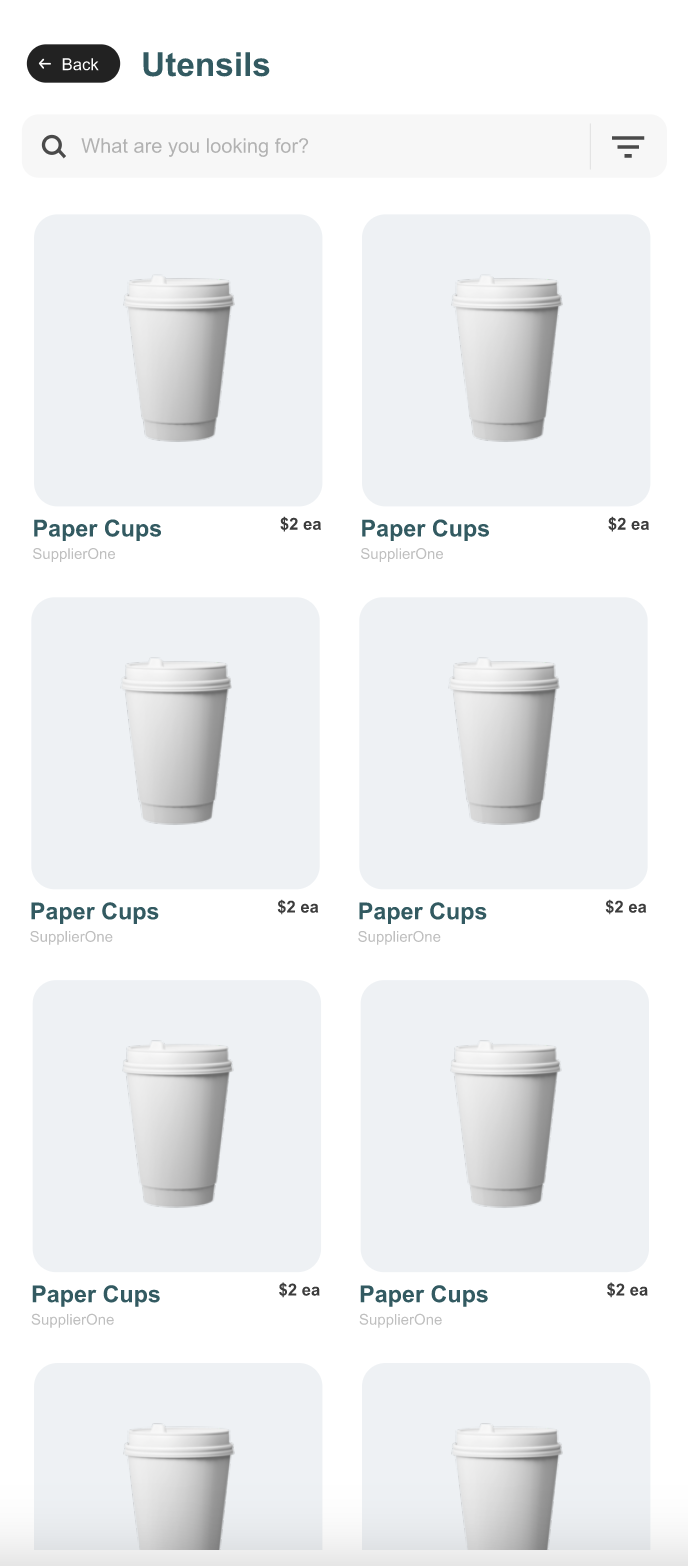 Back
Utensils
What are you looking for?
Paper Cups $2 ea
SupplierOne
Paper Cups $2 ea
SupplierOne
Paper Cups $2 ea
SupplierOne
Paper Cups $2 ea
SupplierOne
Paper Cups $2 ea
SupplierOne
Paper Cups $2 ea
SupplierOne